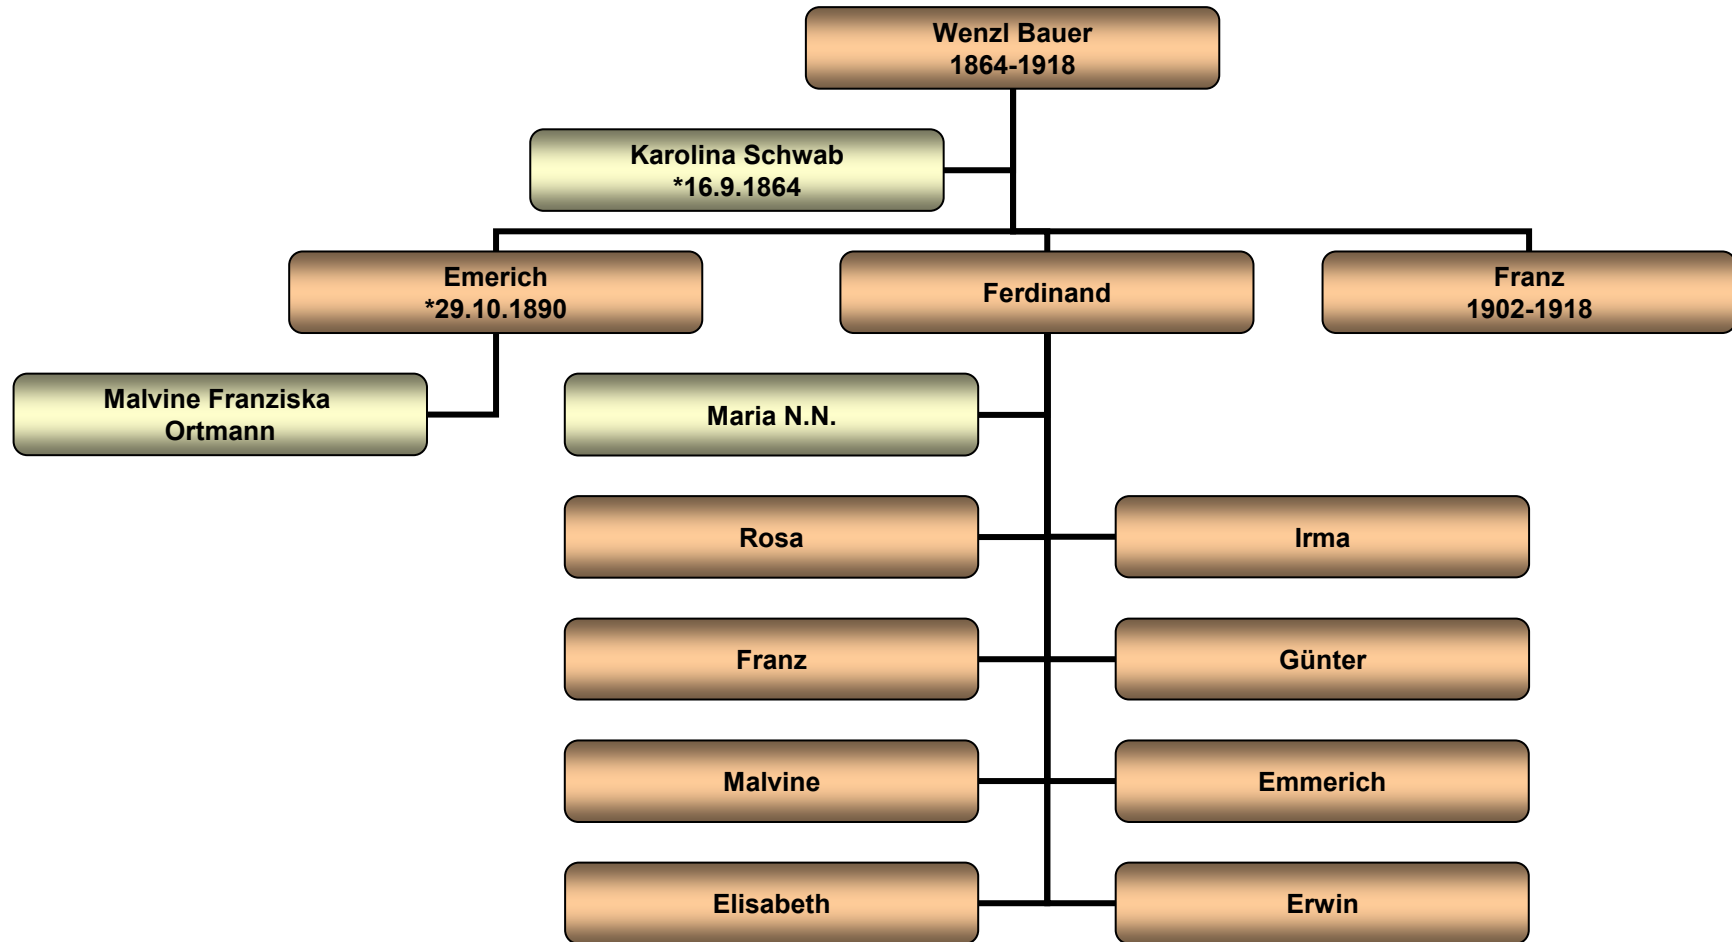 Wenzl Bauer
1864-1918
Karolina Schwab
*16.9.1864
Emerich
*29.10.1890
Ferdinand
Franz
1902-1918
Malvine Franziska
Ortmann
Maria N.N.
Rosa
Irma
Franz
Günter
Malvine
Emmerich
Elisabeth
Erwin